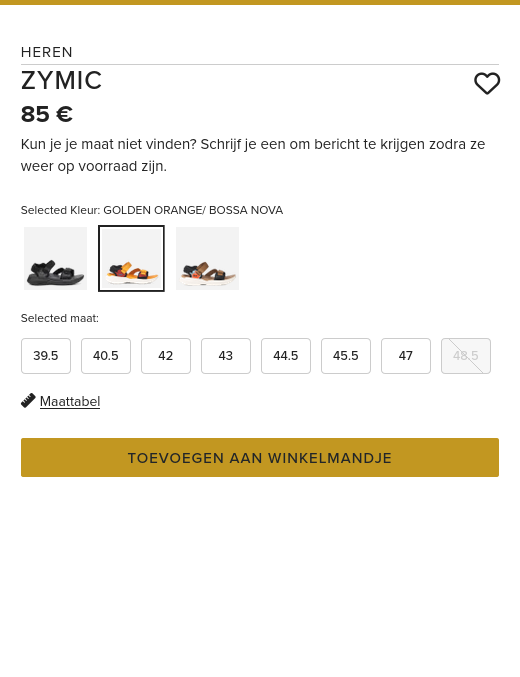 HEREN
ZYMIC
85 €
Kun je je maat niet vinden? Schrijf je een om bericht te krijgen zodra ze
weer op voorraad zijn.
Selected Kleur: GOLDEN ORANGE/ BOSSA NOVA
Selected maat:
39.5 40.5 42 43 44.5 45.5 47 48.5
Maattabel
TOEVOEGEN AAN WINKELMANDJE